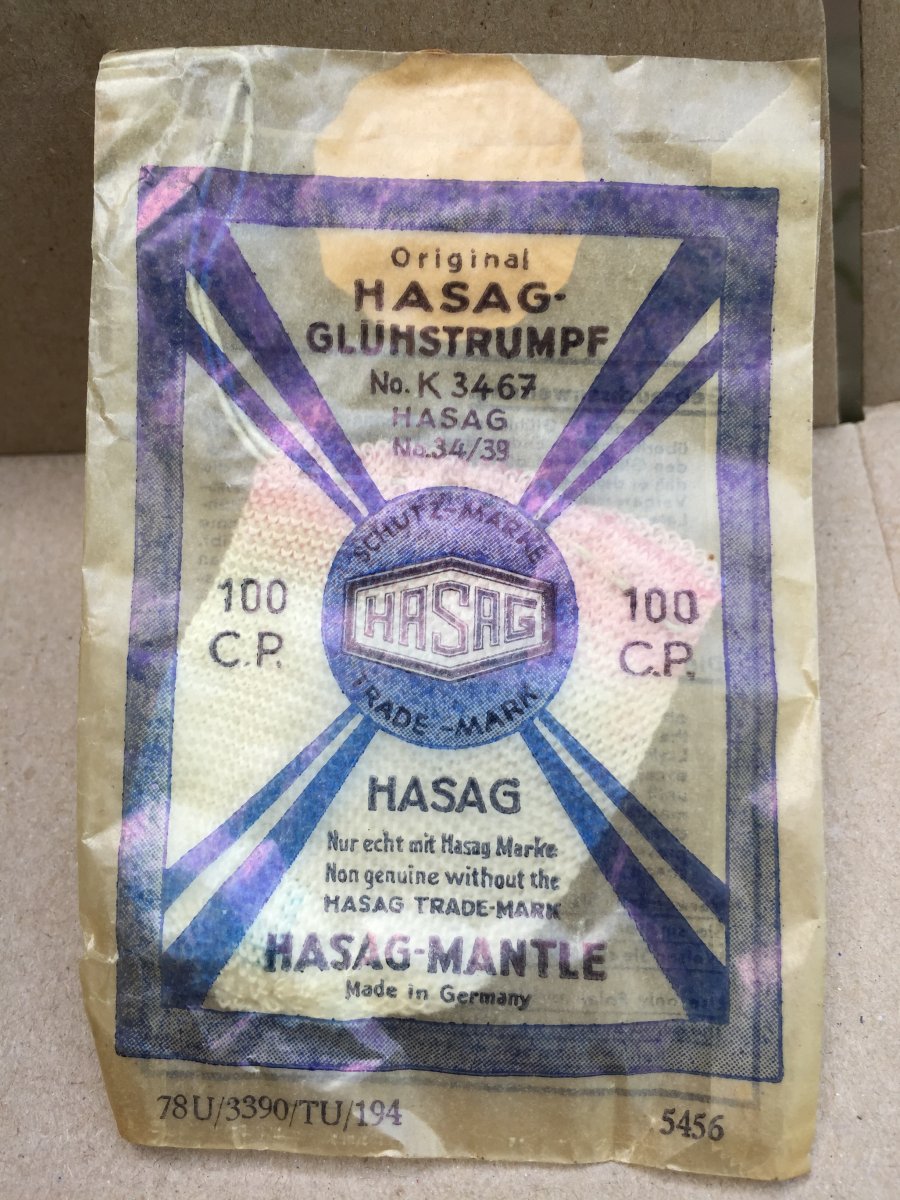 Original
HASAG-
GLÜHSTRUMPF
No. K 3467
HASAG
No. 34/39
SCHUTZ-MARKE
HASAG
TRADE-MARK
100
C.P.
100
C.P.
HASAG
Nur echt mit Hasag Marke
Non genuine without the
HASAG TRADE-MARK
HASAG-MANTLE
Made in Germany
78 U/3390/TU/194
5456